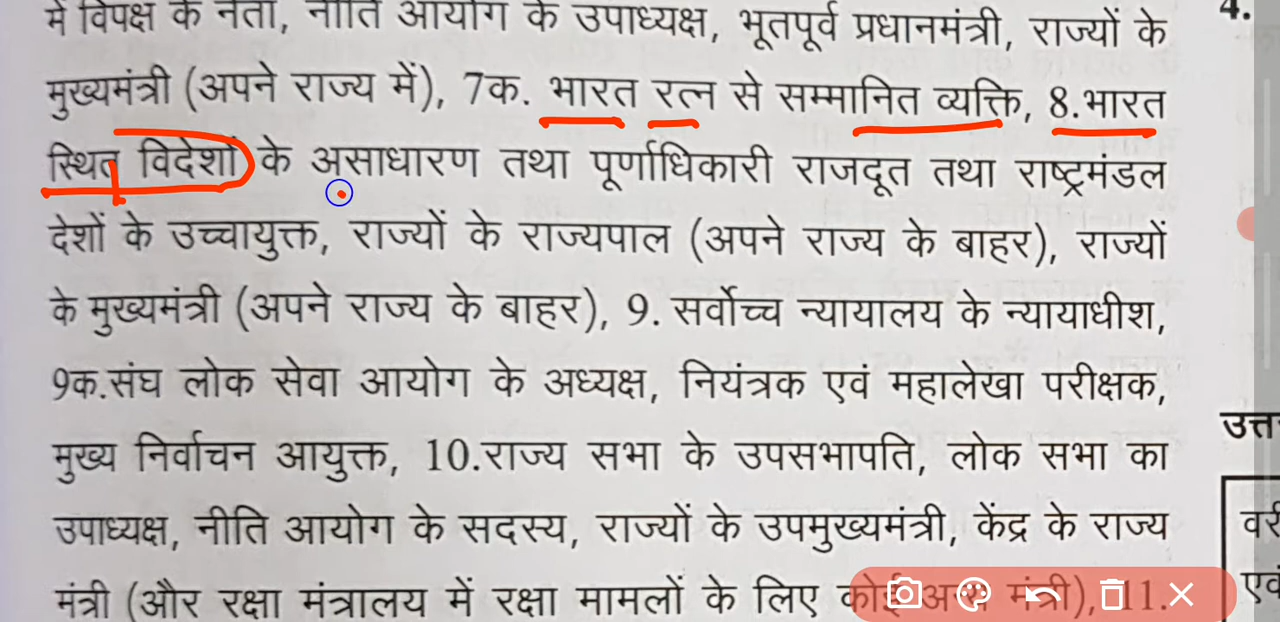 में विपक्ष के नेता, नीति आयोग के उपाध्यक्ष, भूतपूर्व प्रधानमंत्री, राज्यों के
मुख्यमंत्री (अपने राज्य में), 7क. भारत रत्न से सम्मानित व्यक्ति, 8.भारत
स्थित विदेशों के असाधारण तथा पूर्णाधिकारी राजदूत तथा राष्ट्रमंडल
देशों के उच्चायुक्त, राज्यों के राज्यपाल (अपने राज्य के बाहर), राज्यों
के मुख्यमंत्री (अपने राज्य के बाहर), 9. सर्वोच्च न्यायालय के न्यायाधीश,
9क.संघ लोक सेवा आयोग के अध्यक्ष, नियंत्रक एवं महालेखा परीक्षक,
मुख्य निर्वाचन आयुक्त, 10.राज्य सभा के उपसभापति, लोक सभा का
उपाध्यक्ष, नीति आयोग के सदस्य, राज्यों के उपमुख्यमंत्री, केंद्र के राज्य
मंत्री (और रक्षा मंत्रालय में रक्षा मामलों के लिए कोई अन्य मंत्री), 11.
4.